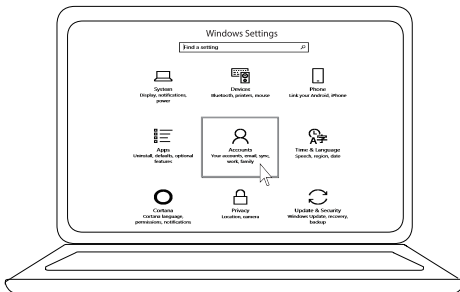 Windows Settings
Find a setting
System
Display, notifications,
power
Devices
Bluetooth, printers, mouse
Phone
Link your Android, iPhone
Apps
Uninstall, defaults, optional
features
Accounts
Your accounts, email, sync,
work, family
Time & Language
Speech, region, date
Cortana
Cortana language,
permissions, notifications
Privacy
Location, camera
Update & Security
Windows Update, recovery,
backup